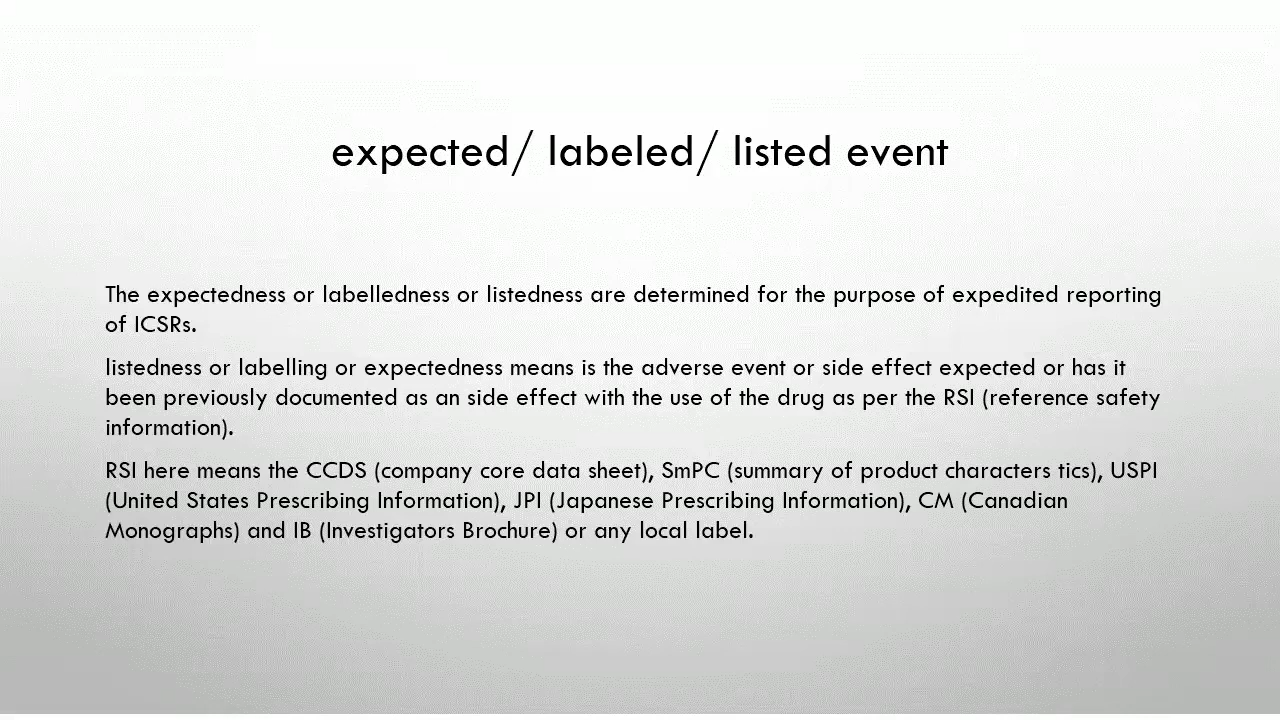 expected/ labeled/ listed event
The expectedness or labelledness or listedness are determined for the purpose of expedited reporting
of ICSRs.
listedness or labelling or expectedness means is the adverse event or side effect expected or has it
been previously documented as an side effect with the use of the drug as per the RSI (reference safety
information).
RSI here means the CCDS (company core data sheet), SmPC (summary of product characters tics), USPI
(United States Prescribing Information), JPI (Japanese Prescribing Information), CM (Canadian
Monographs) and IB (Investigators Brochure) or any local label.